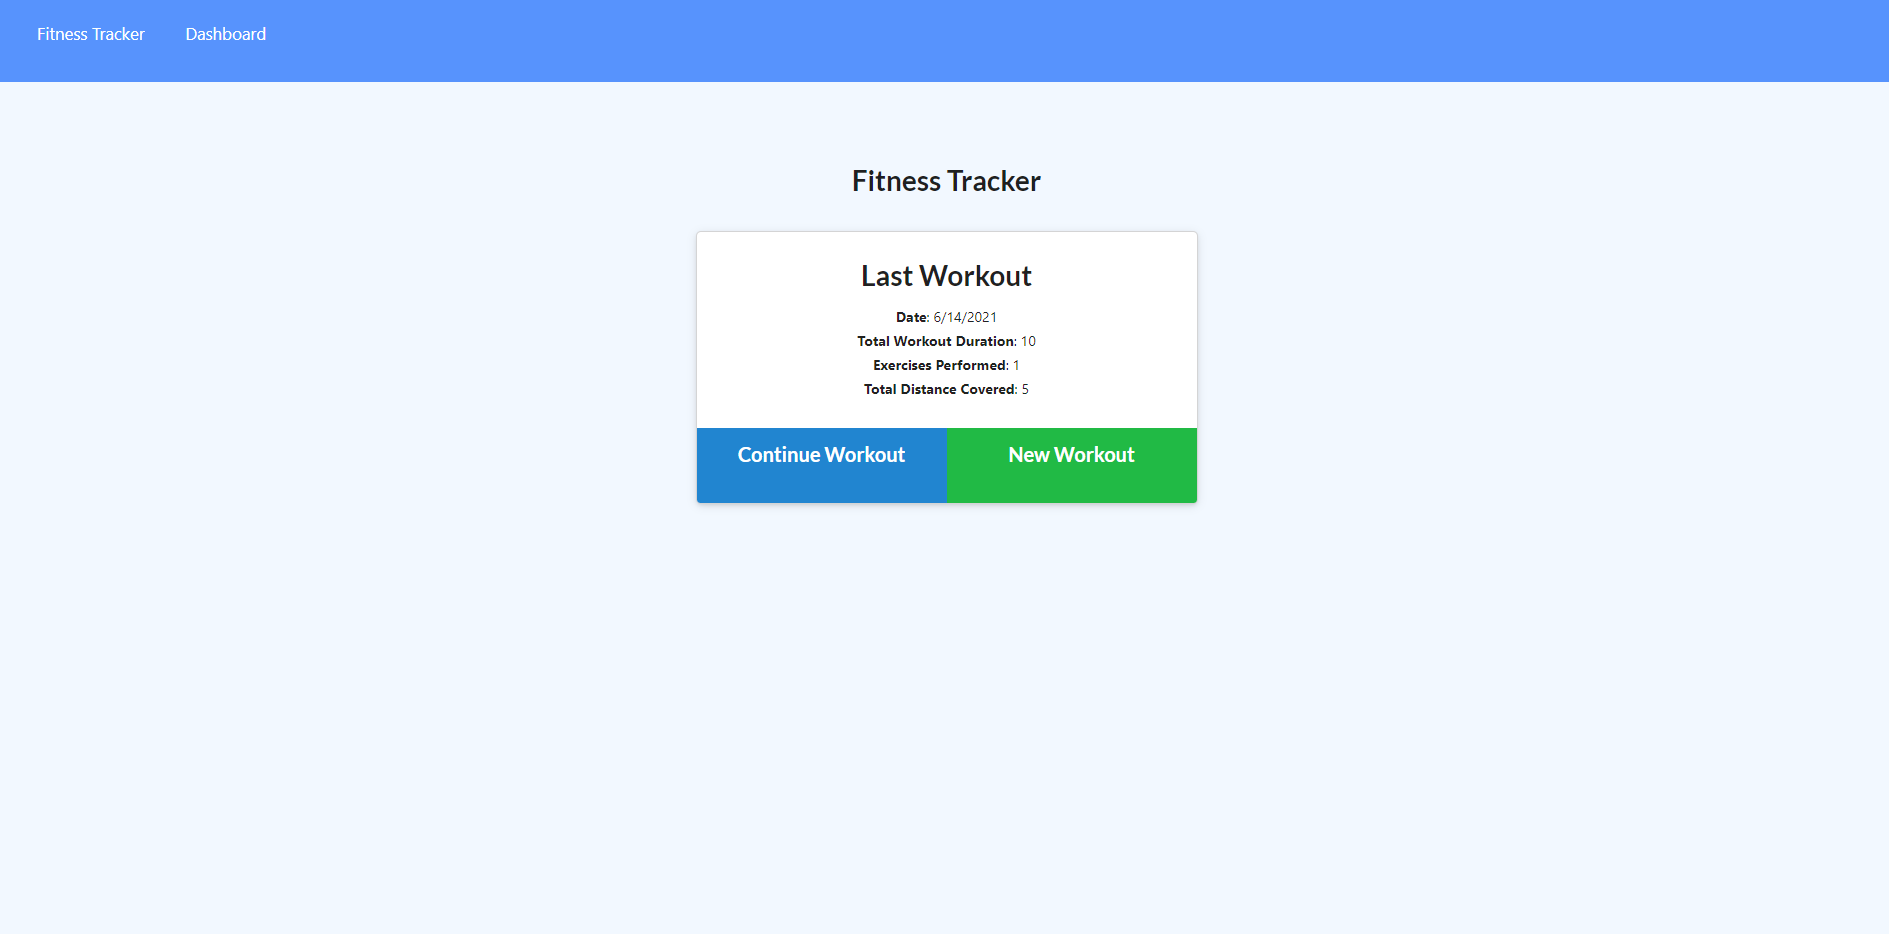 Fitness Tracker Dashboard
Fitness Tracker
Last Workout
Date: 6/14/2021
Total Workout Duration: 10
Exercises Performed: 1
Total Distance Covered: 5
Continue Workout New Workout